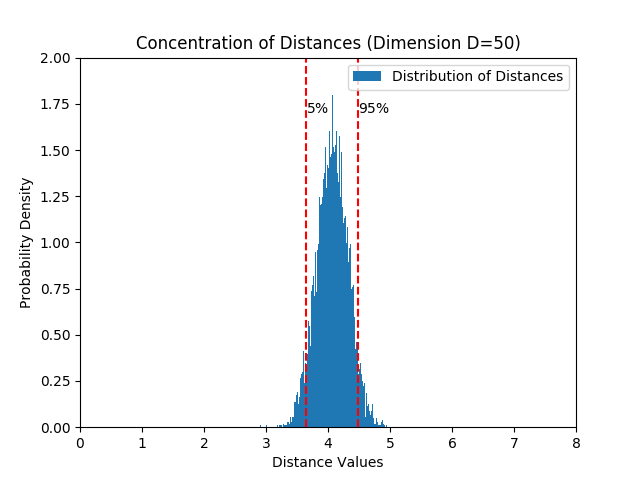 Concentration of Distances (Dimension D=50)
Distribution of Distances
5%
95%
Probability Density
2.00
1.75
1.50
1.25
1.00
0.75
0.50
0.25
0.00
0 1 2 3 4 5 6 7 8
Distance Values